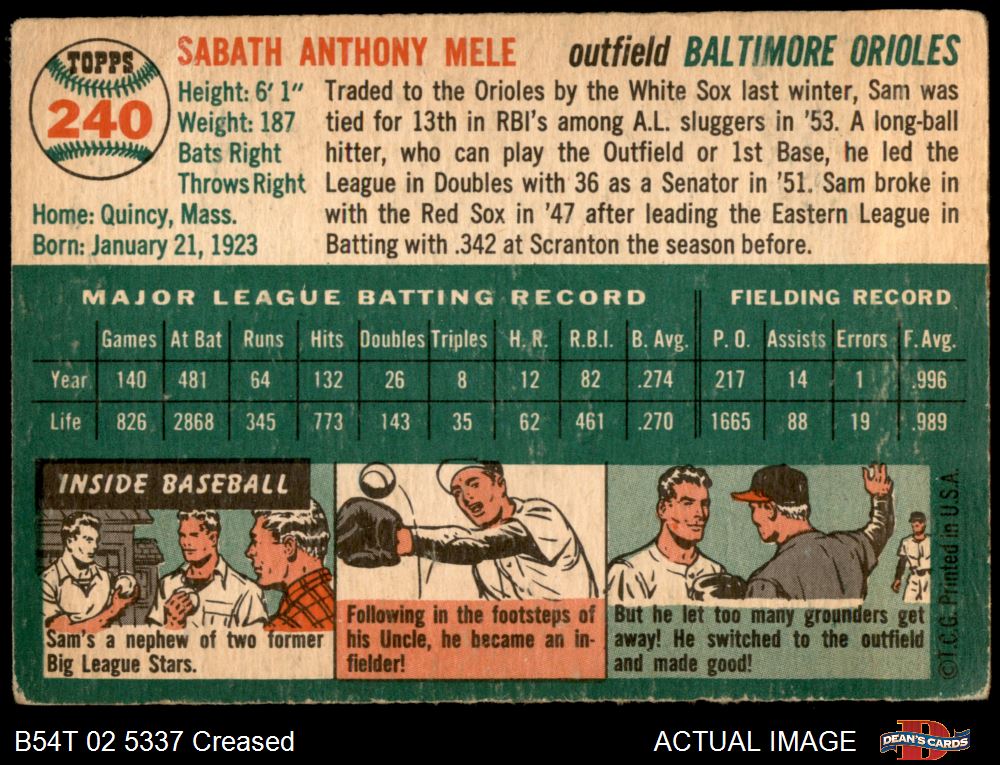 TOPPS
240
SABATH ANTHONY MELE outfield BALTIMORE ORIOLES
Height: 6' 1"
Weight: 187
Bats Right
Throws Right
Home: Quincy, Mass.
Born: January 21, 1923
Traded to the Orioles by the White Sox last winter, Sam was
tied for 13th in RBI's among A.L. sluggers in '53. A long-ball
hitter, who can play the Outfield or 1st Base, he led the
League in Doubles with 36 as a Senator in '51. Sam broke in
with the Red Sox in '47 after leading the Eastern League in
Batting with .342 at Scranton the season before.
MAJOR LEAGUE BATTING RECORD FIELDING RECORD
Games At Bat Runs Hits Doubles Triples H. R. R.B.I. B. Avg. P. O. Assists Errors F. Avg.
Year 140 481 64 132 26 8 12 82 .274 217 14 1 .996
Life 826 2868 345 773 143 35 62 461 .270 1665 88 19 .989
INSIDE BASEBALL
Sam's a nephew of two former
Big League Stars.
Following in the footsteps of
his Uncle, he became an in-
fielder!
But he let too many grounders get
away! He switched to the outfield
and made good!
©T.C.G. Printed in U.S.A.
B54T 02 5337 Creased
ACTUAL IMAGE
DEAN'S CARDS